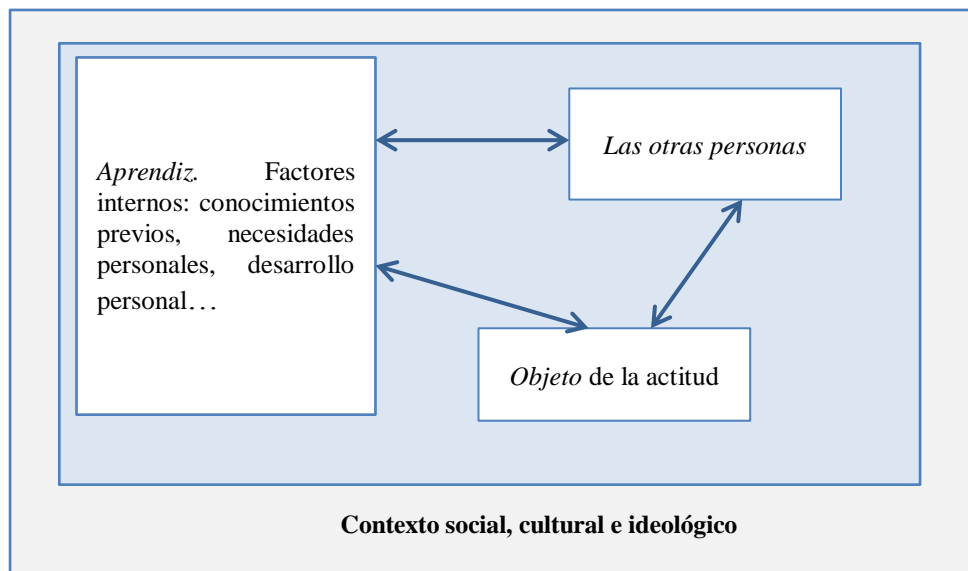 Aprendiz. Factores
internos: conocimientos
previos, necesidades
personales, desarrollo
personal…
Las otras personas
Objeto de la actitud
Contexto social, cultural e ideológico